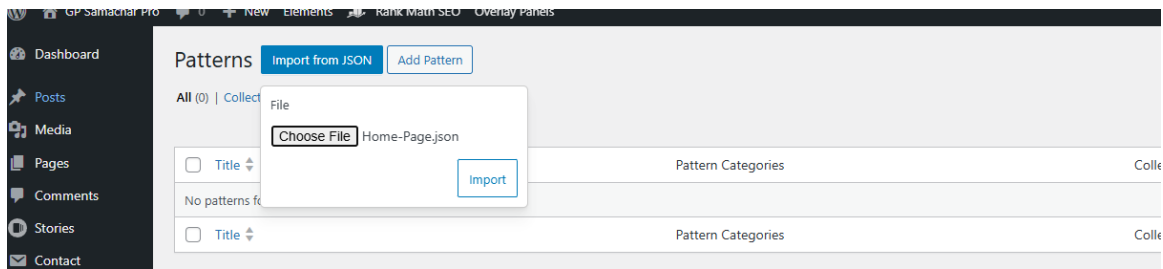 GP Samachar Pro 0 New Elements Rank Math SEO Overlay Panels
Dashboard
Posts
Media
Pages
Comments
Stories
Contact
Patterns Import from JSON Add Pattern
All (0) | Collect
File
Choose File Home-Page.json
Import
Title Pattern Categories Colle
No patterns fo
Title Pattern Categories Colle